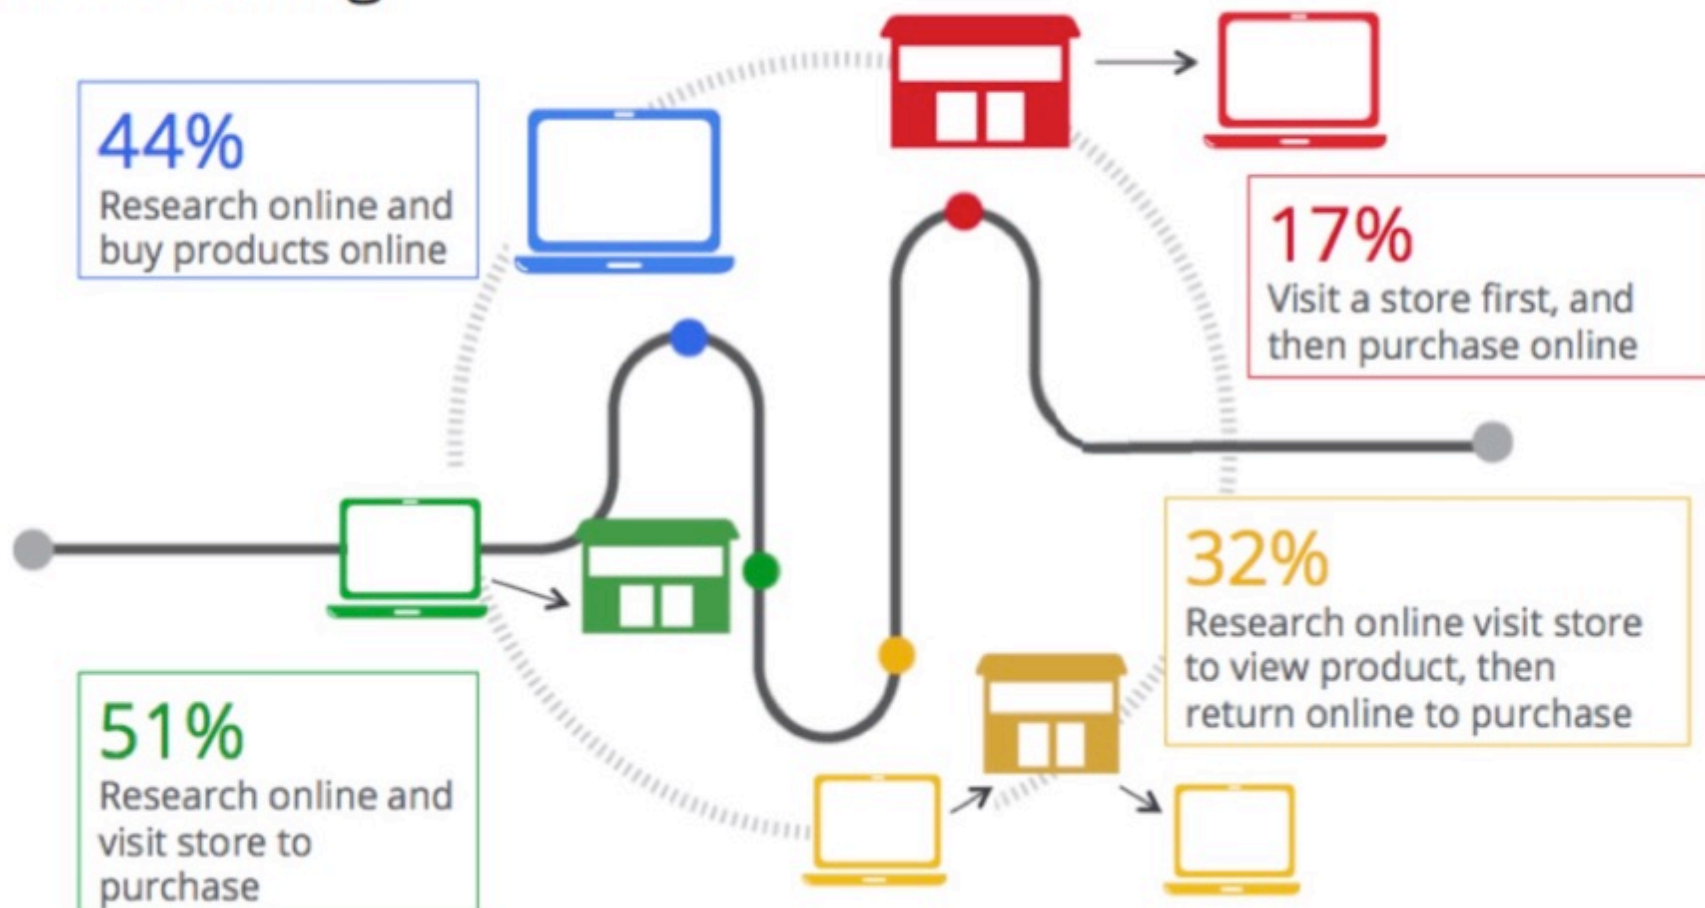 44%
Research online and
buy products online
17%
Visit a store first, and
then purchase online
32%
Research online visit store
to view product, then
return online to purchase
51%
Research online and
visit store to
purchase